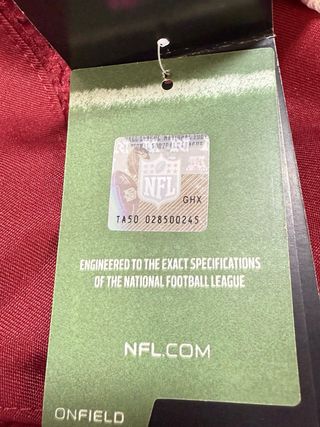 NFL
GHX
TA50 028500245
ENGINEERED TO THE EXACT SPECIFICATIONS
OF THE NATIONAL FOOTBALL LEAGUE
NFL.COM
ONFIELD